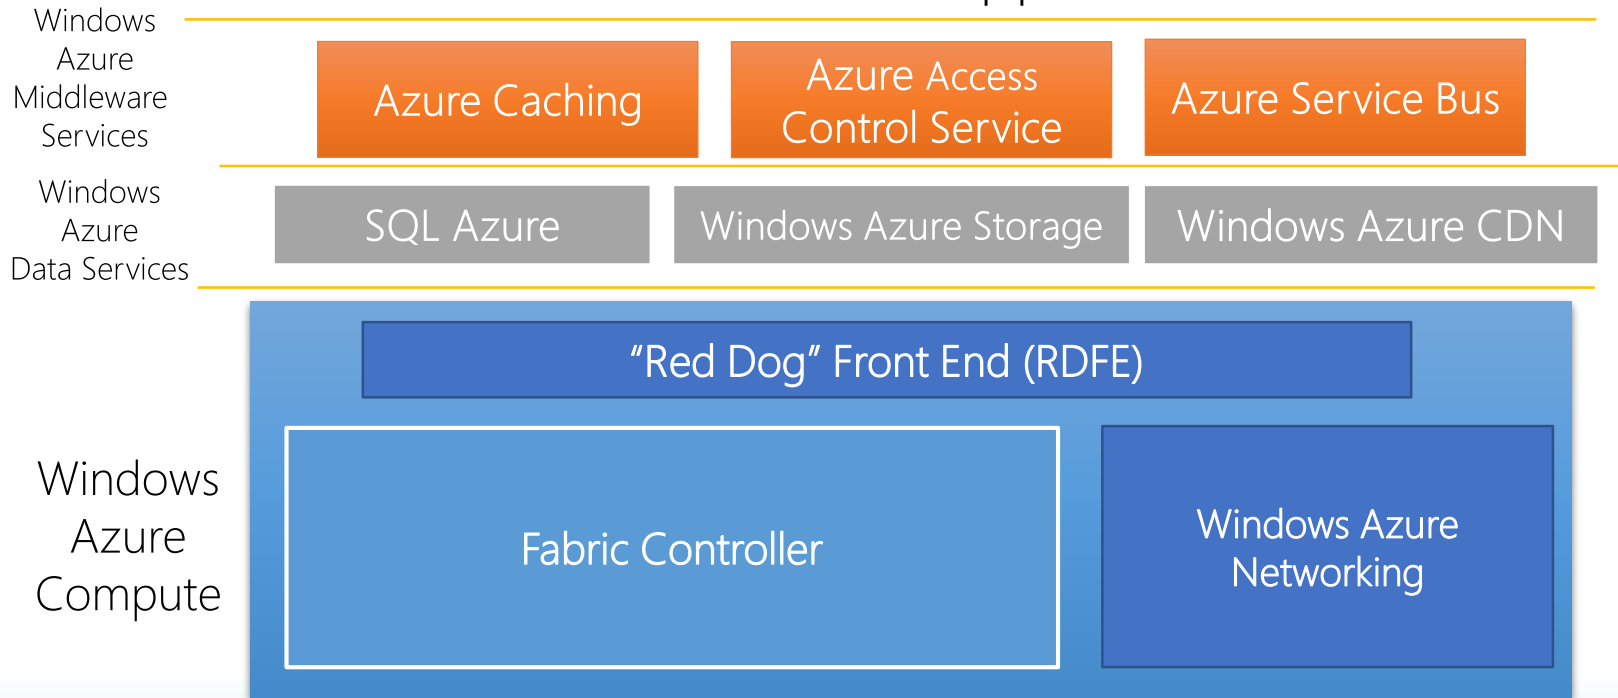 Windows
Azure
Middleware
Services
Azure Caching
Azure Access
Control Service
Azure Service Bus
Windows
Azure
Data Services
SQL Azure
Windows Azure Storage
Windows Azure CDN
“Red Dog” Front End (RDFE)
Windows
Azure
Compute
Fabric Controller
Windows Azure
Networking